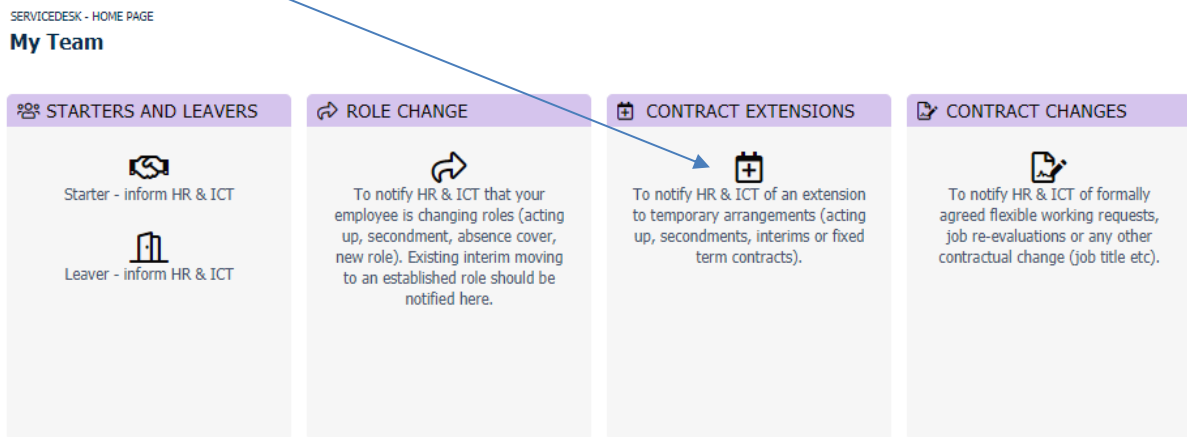 SERVICEDESK - HOME PAGE
My Team
STARTERS AND LEAVERS
Starter - inform HR & ICT
Leaver - inform HR & ICT
ROLE CHANGE
To notify HR & ICT that your
employee is changing roles (acting
up, secondment, absence cover,
new role). Existing interim moving
to an established role should be
notified here.
CONTRACT EXTENSIONS
To notify HR & ICT of an extension
to temporary arrangements (acting
up, secondments, interims or fixed
term contracts).
CONTRACT CHANGES
To notify HR & ICT of formally
agreed flexible working requests,
job re-evaluations or any other
contractual change (job title etc).